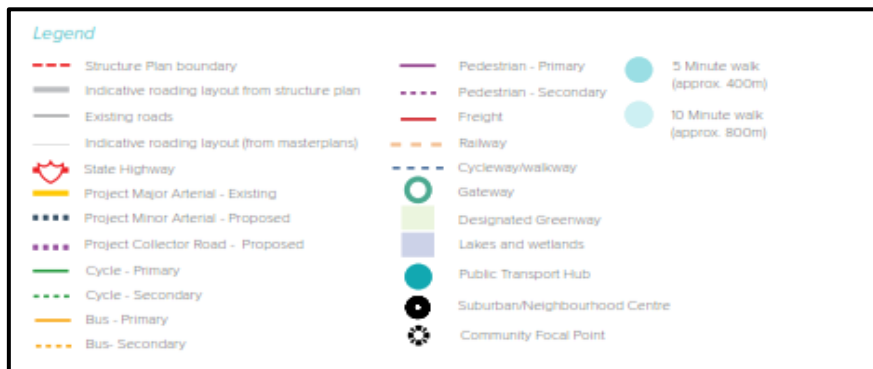 Legend
Structure Plan boundary
Indicative roading layout from structure plan
Existing roads
Indicative roading layout (from masterplans)
State Highway
Project Major Arterial - Existing
Project Minor Arterial - Proposed
Project Collector Road - Proposed
Cycle - Primary
Cycle - Secondary
Bus - Primary
Bus- Secondary
Pedestrian - Primary
Pedestrian - Secondary
Freight
Railway
Cycleway/walkway
Gateway
Designated Greenway
Lakes and wetlands
Public Transport Hub
Suburban/Neighbourhood Centre
Community Focal Point
5 Minute walk
(approx. 400m)
10 Minute walk
(approx. 800m)